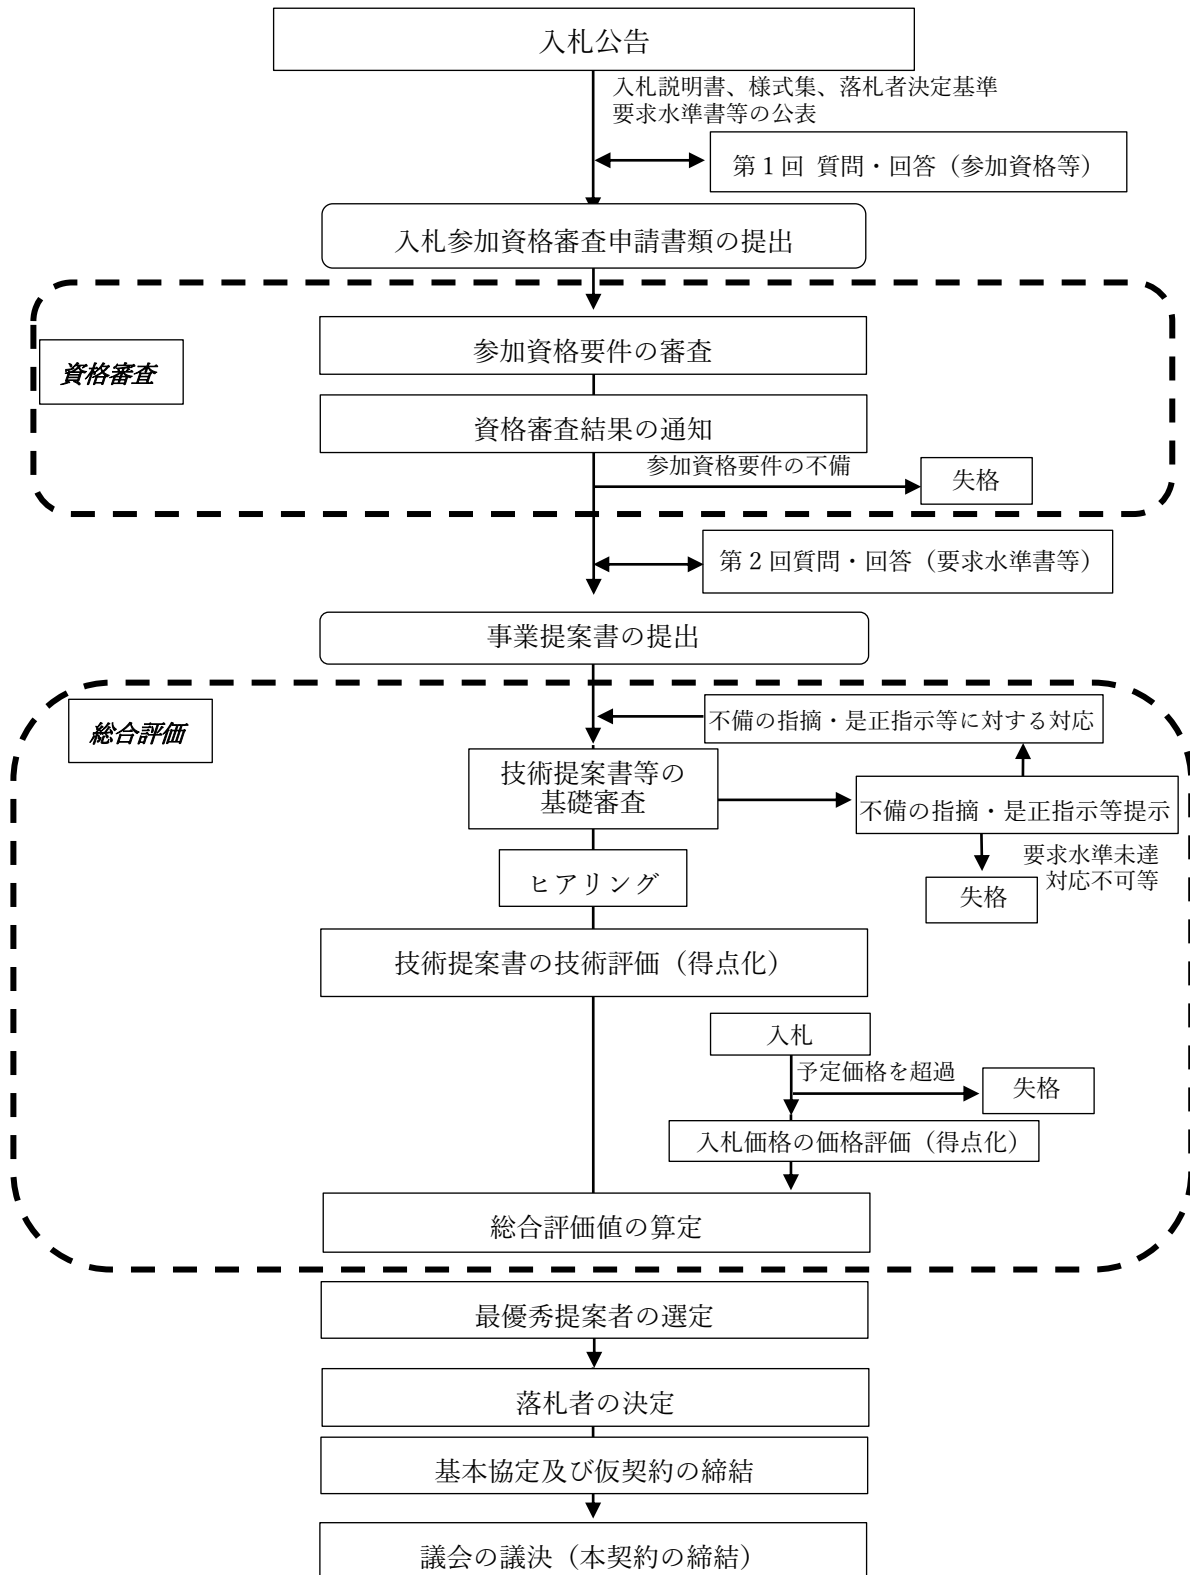 入札公告
入札説明書、様式集、落札者決定基準
要求水準書等の公表
第1回 質問・回答（参加資格等）
入札参加資格審査申請書類の提出
資格審査
参加資格要件の審査
資格審査結果の通知
参加資格要件の不備
失格
第2回質問・回答（要求水準書等）
事業提案書の提出
総合評価
不備の指摘・是正指示等に対する対応
技術提案書等の
基礎審査
不備の指摘・是正指示等提示
要求水準未達
対応不可等
失格
ヒアリング
技術提案書の技術評価（得点化）
入札
予定価格を超過
失格
入札価格の価格評価（得点化）
総合評価値の算定
最優秀提案者の選定
落札者の決定
基本協定及び仮契約の締結
議会の議決（本契約の締結）